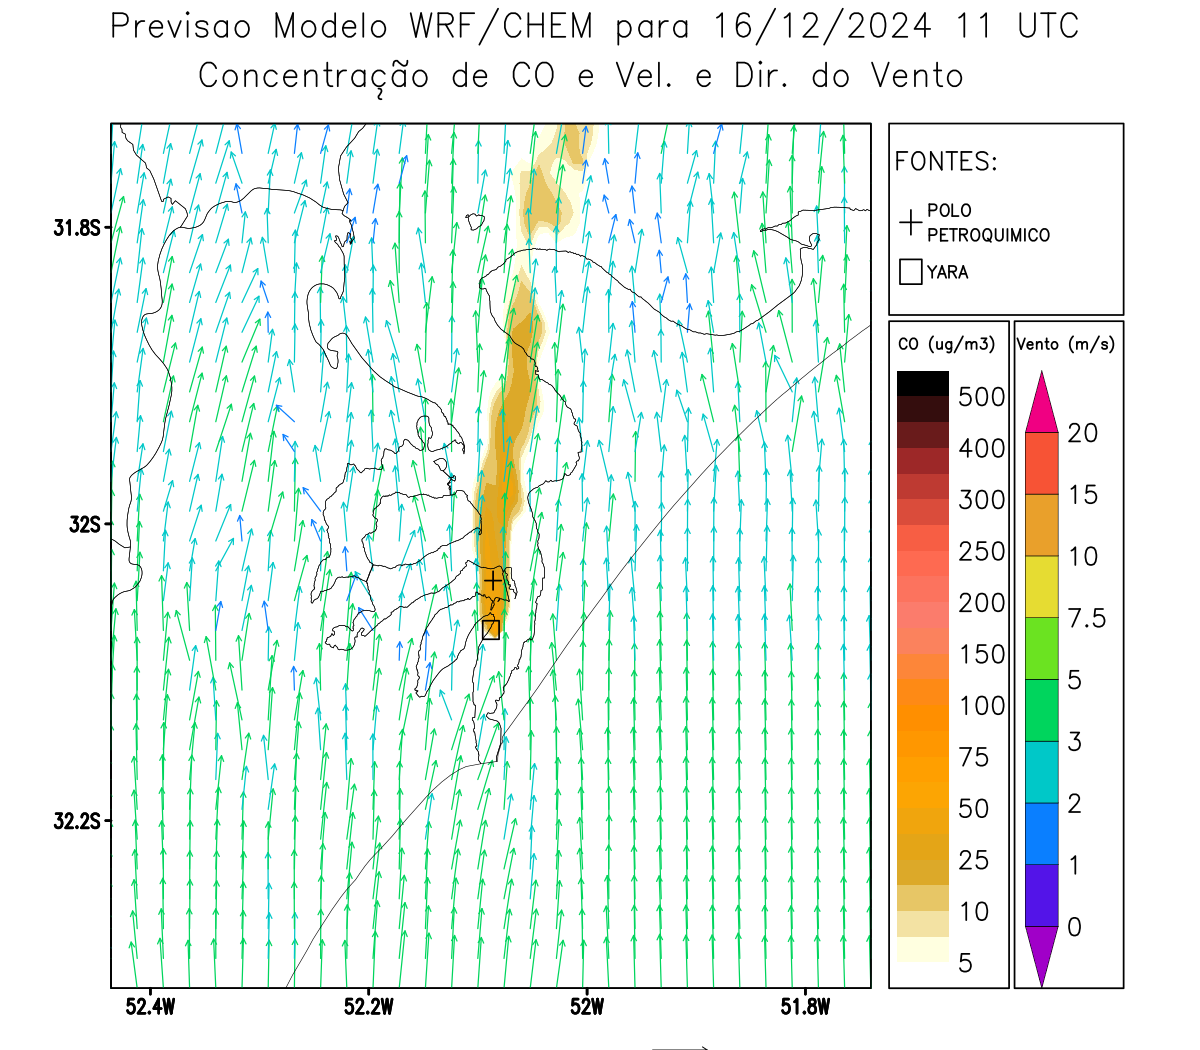 Previsao Modelo WRF/CHEM para 16/12/2024 11 UTC
Concentração de CO e Vel. e Dir. do Vento
FONTES:
POLO
PETROQUIMICO
YARA
CO (ug/m3)
500
400
300
250
200
150
100
75
50
25
10
5
Vento (m/s)
20
15
10
7.5
5
3
2
1
0
31.8S
32S
32.2S
52.4W 52.2W 52W 51.8W